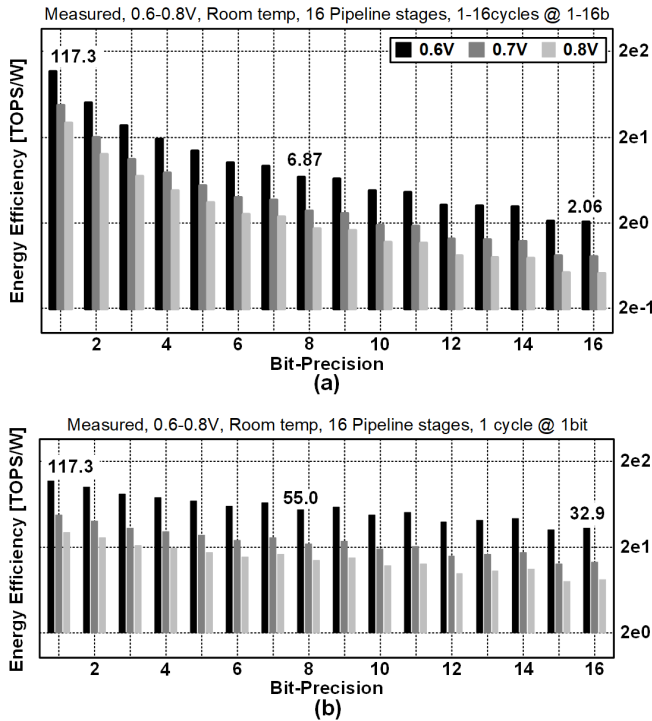 Measured, 0.6-0.8V, Room temp, 16 Pipeline stages, 1-16cycles @ 1-16b
Energy Efficiency [TOPS/W]
117.3
6.87
2.06
0.6V 0.7V 0.8V
2e2
2e1
2e0
2e-1
2 4 6 8 10 12 14 16
Bit-Precision
(a)
Measured, 0.6-0.8V, Room temp, 16 Pipeline stages, 1 cycle @ 1bit
Energy Efficiency [TOPS/W]
117.3
55.0
32.9
2e2
2e1
2e0
2 4 6 8 10 12 14 16
Bit-Precision
(b)